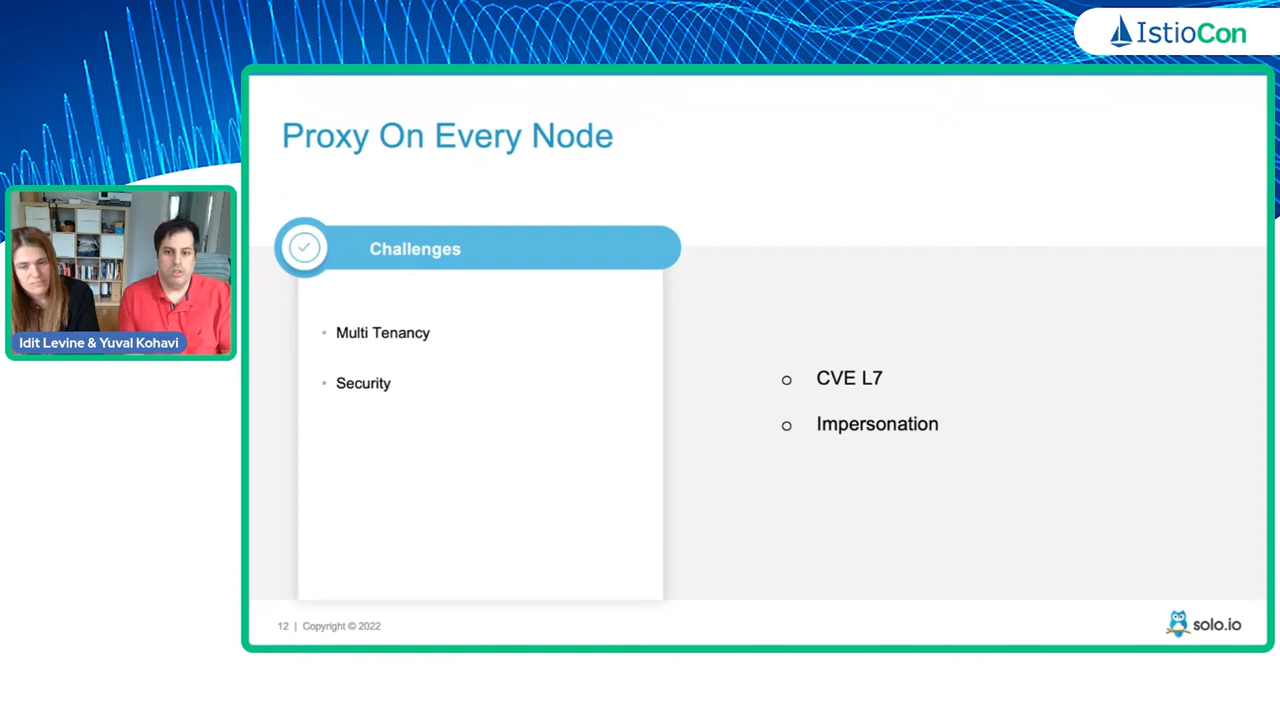 IstioCon
Proxy On Every Node
Challenges
• Multi Tenancy
• Security
o CVE L7
o Impersonation
Idit Levine & Yuval Kohavi
12 | Copyright © 2022
solo.io